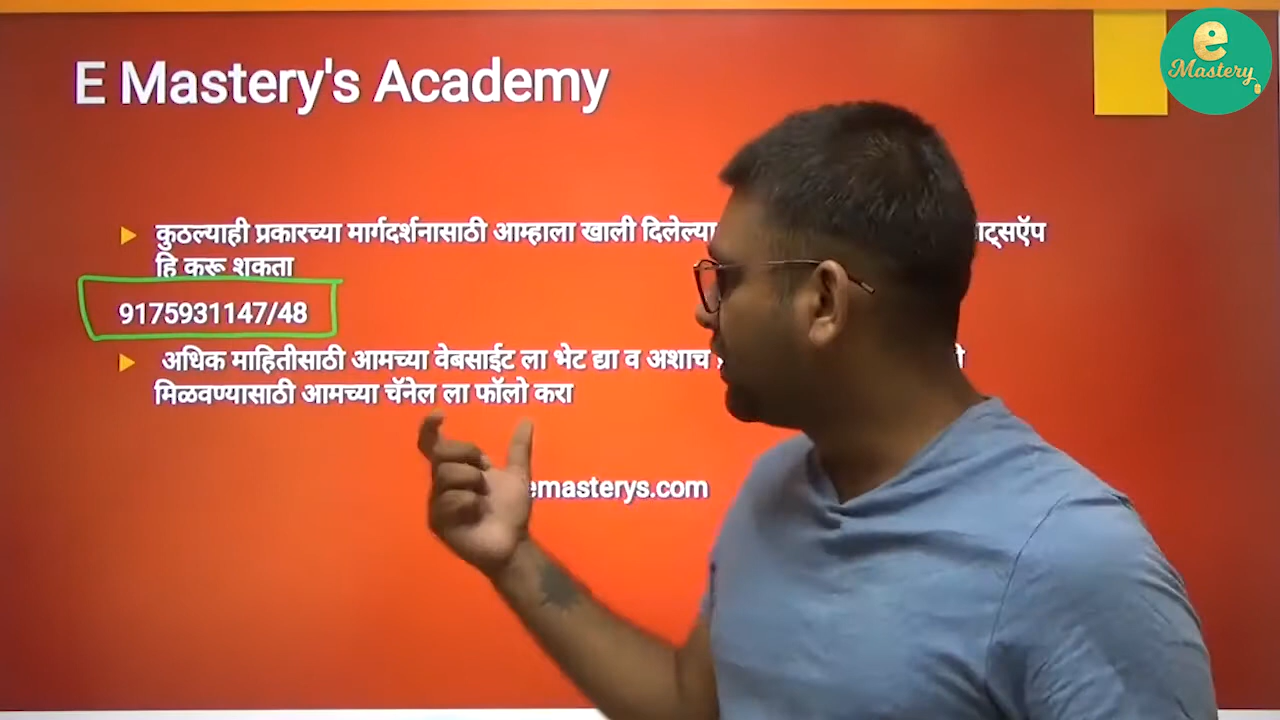 E Mastery's Academy
e
Mastery
कुठल्याही प्रकारच्या मार्गदर्शनासाठी आम्हाला खाली दिलेल्या
हि करू शकता
9175931147/48
अधिक माहितीसाठी आमच्या वेबसाईट ला भेट द्या व अशाच
मिळवण्यासाठी आमच्या चॅनेल ला फॉलो करा
emasterys.com